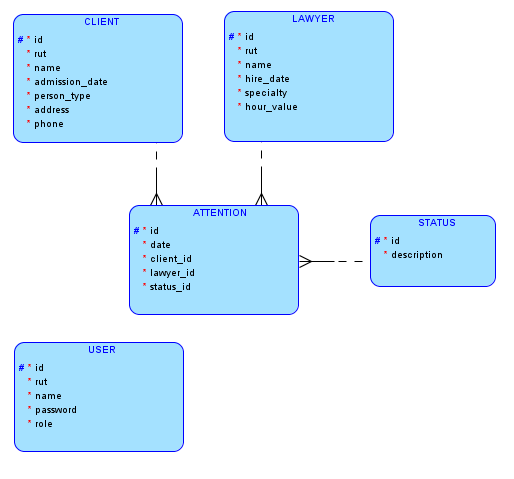 CLIENT
# * id
* rut
* name
* admission_date
* person_type
* address
* phone
LAWYER
# * id
* rut
* name
* hire_date
* specialty
* hour_value
ATTENTION
# * id
* date
* client_id
* lawyer_id
* status_id
STATUS
# * id
* description
USER
# * id
* rut
* name
* password
* role